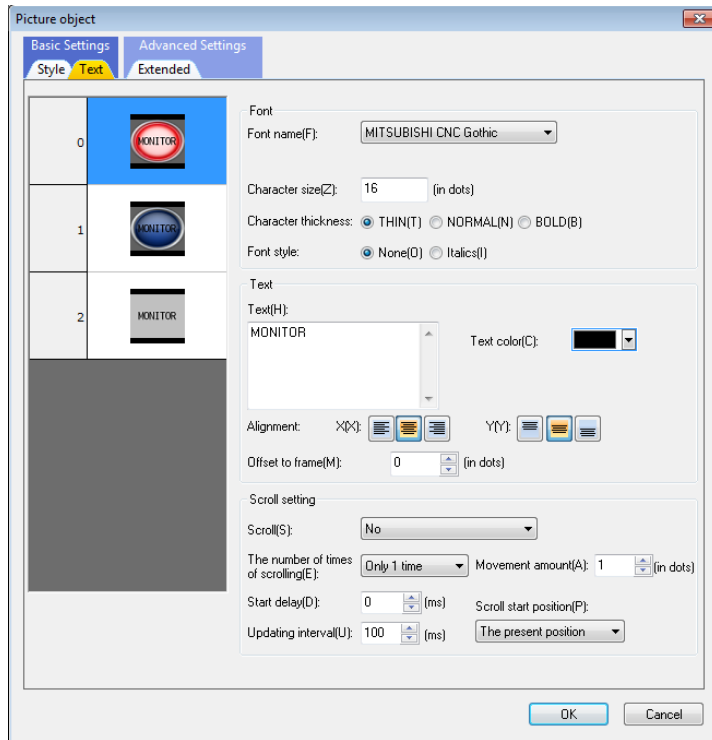 Picture object
Basic Settings
Advanced Settings
Style Text
Extended
0
MONITOR
1
MONITOR
2
MONITOR
Font
Font name(F): MITSUBISHI CNC Gothic
Character size(Z): 16 (in dots)
Character thickness: THIN(T) NORMAL(N) BOLD(B)
Font style: None(O) Italics(I)
Text
Text(H):
MONITOR
Text color(C):
Alignment: X(X): Y(Y):
Offset to frame(M): 0 (in dots)
Scroll setting
Scroll(S): No
The number of times
of scrolling(E): Only 1 time Movement amount(A): 1 (in dots)
Start delay(D): 0 (ms) Scroll start position(P):
Updating interval(U): 100 (ms) The present position
OK Cancel